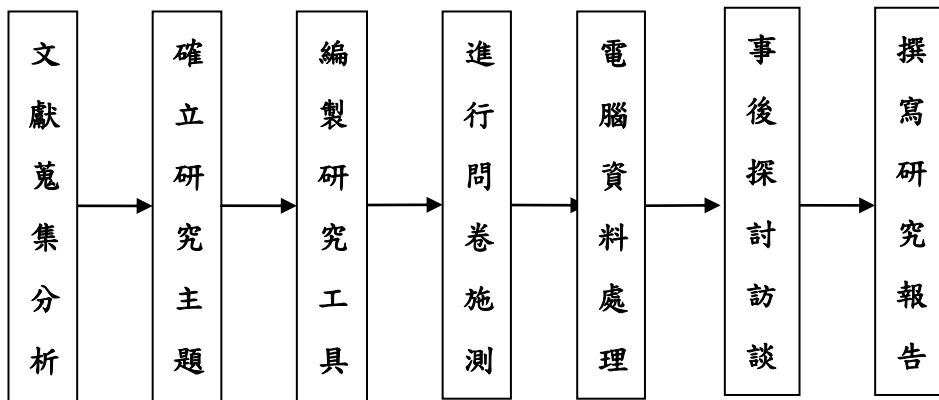 文獻蒐集分析
確立研究主題
編製研究工具
進行問卷施測
電腦資料處理
事後探討訪談
撰寫研究報告